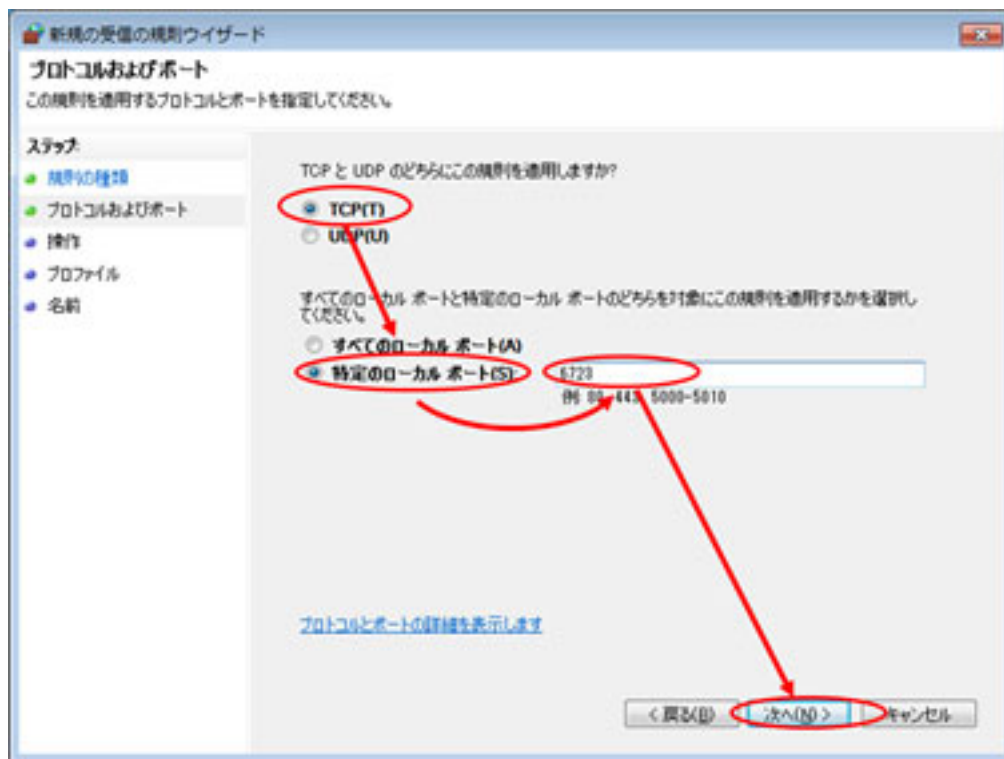 新規の受信の規則ウィザード
プロトコルおよびポート
この規則を適用するプロトコルとポートを指定してください。
ステップ:
規則の種類
プロトコルおよびポート
操作
プロファイル
名前
TCP と UDP のどちらにこの規則を適用しますか?
TCP(T)
UDP(U)
すべてのローカル ポートと特定のローカル ポートのどちらを対象にこの規則を適用するかを選択し
てください。
すべてのローカル ポート(A)
特定のローカル ポート(S):
例: 80, 443, 5000-5010
プロトコルとポートの詳細を表示します
< 戻る(B)
次へ(N) >
キャンセル